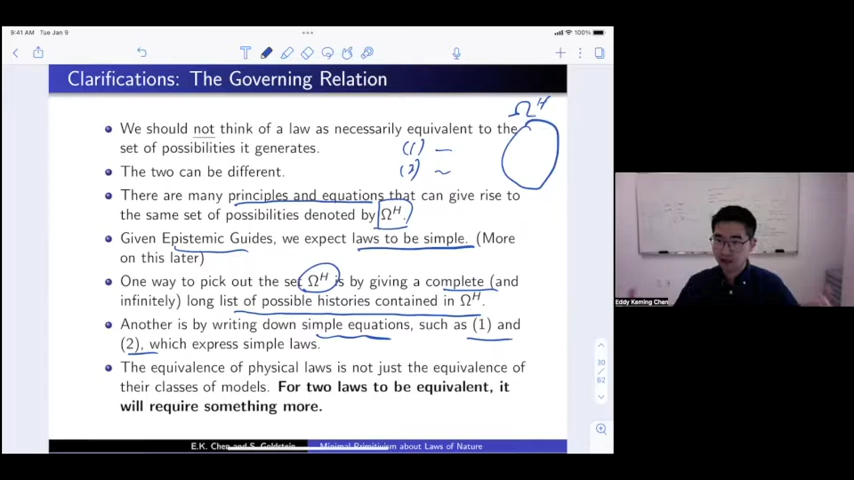 9:41 AM Tue Jan 9
100%
Clarifications: The Governing Relation
Ω^H
We should not think of a law as necessarily equivalent to the
set of possibilities it generates.
(1) —
The two can be different.
(2) ~
There are many principles and equations that can give rise to
the same set of possibilities denoted by Ω^H.
Given Epistemic Guides, we expect laws to be simple. (More
on this later)
One way to pick out the set Ω^H is by giving a complete (and
infinitely) long list of possible histories contained in Ω^H.
Another is by writing down simple equations, such as (1) and
(2), which express simple laws.
The equivalence of physical laws is not just the equivalence of
their classes of models. For two laws to be equivalent, it
will require something more.
30
/
62
E.K. Chen and S. Goldstein
Minimal Primitivism about Laws of Nature
Eddy Keming Chen